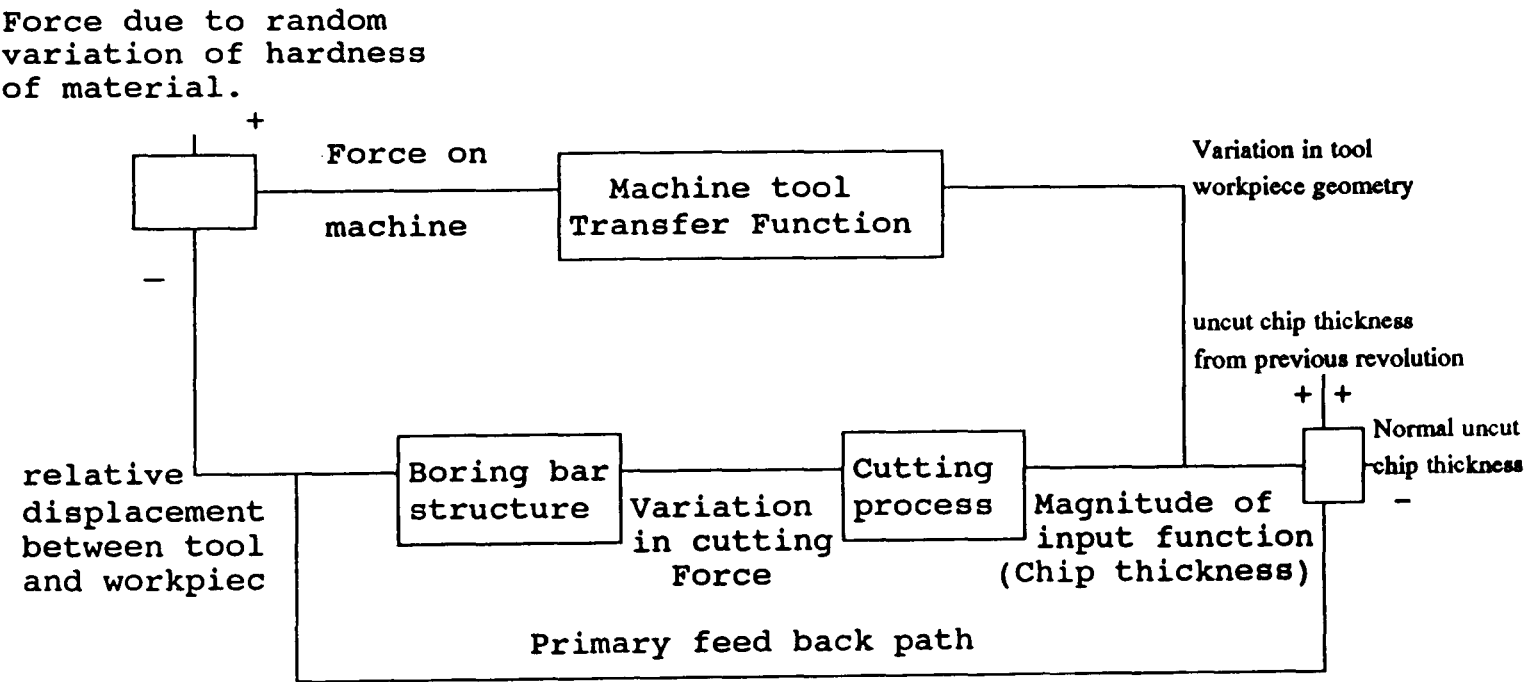 Force due to random
variation of hardness
of material.
+
Force on
machine
Machine tool
Transfer Function
Variation in tool
workpiece geometry
−
uncut chip thickness
from previous revolution
+ +
Normal uncut
chip thickness
−
relative
displacement
between tool
and workpiec
Boring bar
structure
Variation
in cutting
Force
Cutting
process
Magnitude of
input function
(Chip thickness)
Primary feed back path